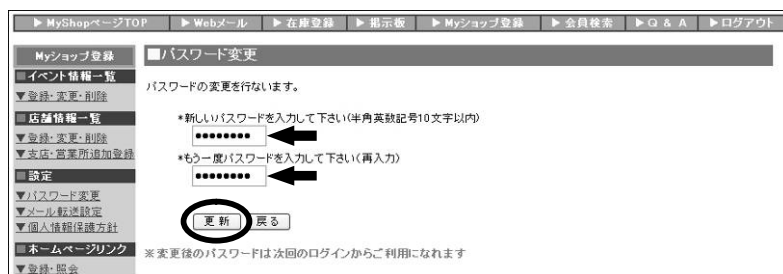 ▶ MyShopページTOP ▶ Webメール ▶ 在庫登録 ▶ 掲示板 ▶ Myショップ登録 ▶ 会員検索 ▶ Q & A ▶ ログアウト
Myショップ登録
■イベント情報一覧
▼登録・変更・削除
■店舗情報一覧
▼登録・変更・削除
▼支店・営業所追加登録
■設定
▼パスワード変更
▼メール転送設定
▼個人情報保護方針
■ホームページリンク
▼登録・照会
■パスワード変更
パスワードの変更を行ないます。
*新しいパスワードを入力して下さい(半角英数記号10文字以内)
●●●●●●●●
*もう一度パスワードを入力して下さい(再入力)
●●●●●●●●
更新 戻る
※変更後のパスワードは次回のログインからご利用になれます